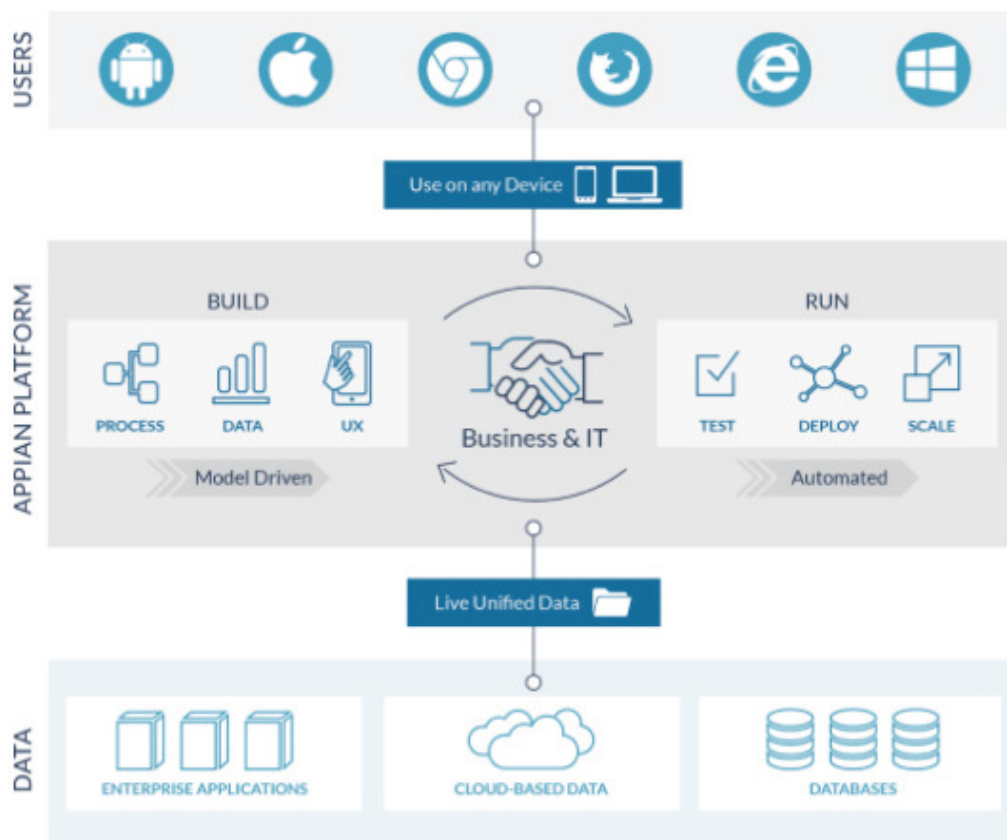 USERS
Use on any Device
APPIAN PLATFORM
BUILD
PROCESS
DATA
UX
Model Driven
Business & IT
RUN
TEST
DEPLOY
SCALE
Automated
Live Unified Data
DATA
ENTERPRISE APPLICATIONS
CLOUD-BASED DATA
DATABASES